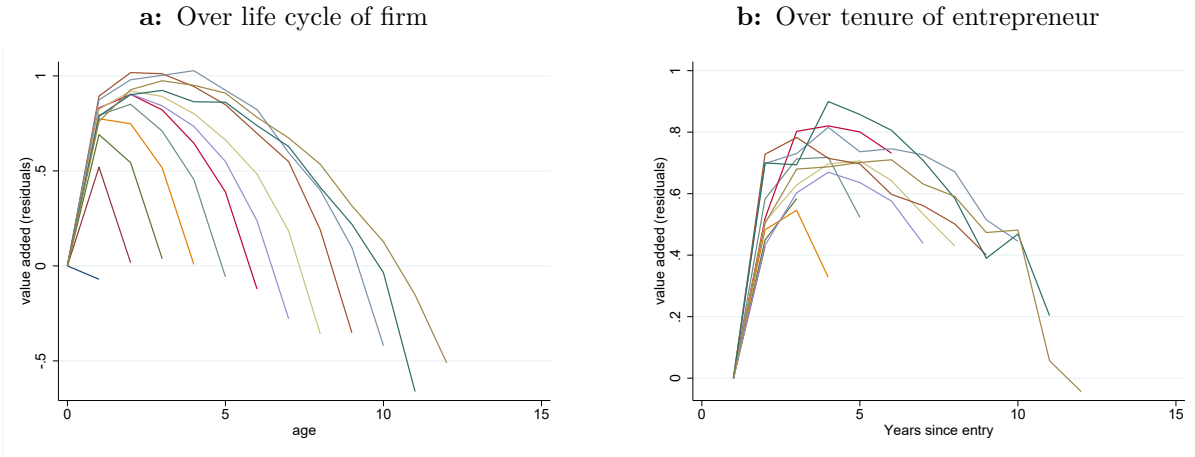 a: Over life cycle of firm
value added (residuals)
1
.5
0
-.5
0 5 10 15
age
b: Over tenure of entrepreneur
value added (residuals)
1
.8
.6
.4
.2
0
0 5 10 15
Years since entry